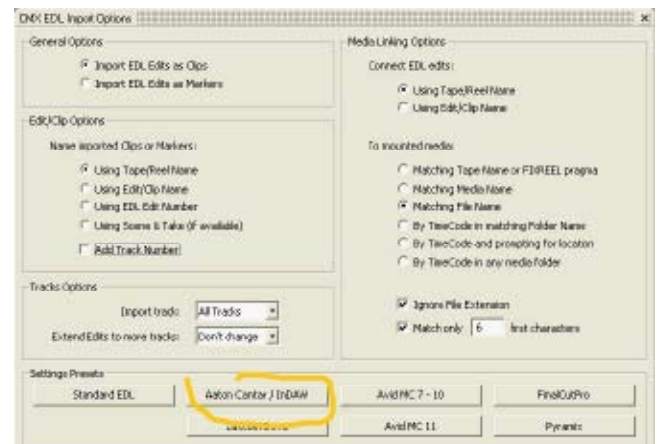 DMX EDL Import Options
General Options
Import EDL Edits as Clips
Import EDL Edits as Markers
Edit/Clip Options
Name imported Clips or Markers:
Using Tape/Reel Name
Using Edit/Clip Name
Using EDL Edit Number
Using Scene & Take (if available)
Add Track Number
Tracks Options
Import track: All Tracks
Extend Edits to more tracks: Don't change
Media Linking Options
Connect EDL edits:
Using Tape/Reel Name
Using Edit/Clip Name
To mounted media:
Matching Tape Name or FIXREEL pragma
Matching Media Name
Matching File Name
By TimeCode in matching Folder Name
By TimeCode and prompting for location
By TimeCode in any media folder
Ignore File Extension
Match only 6 first characters
Settings Presets
Standard EDL
Aaton Cantar / InDAW
Avid MC 7 - 10
FinalCutPro
Avid MC 11
Pyramix